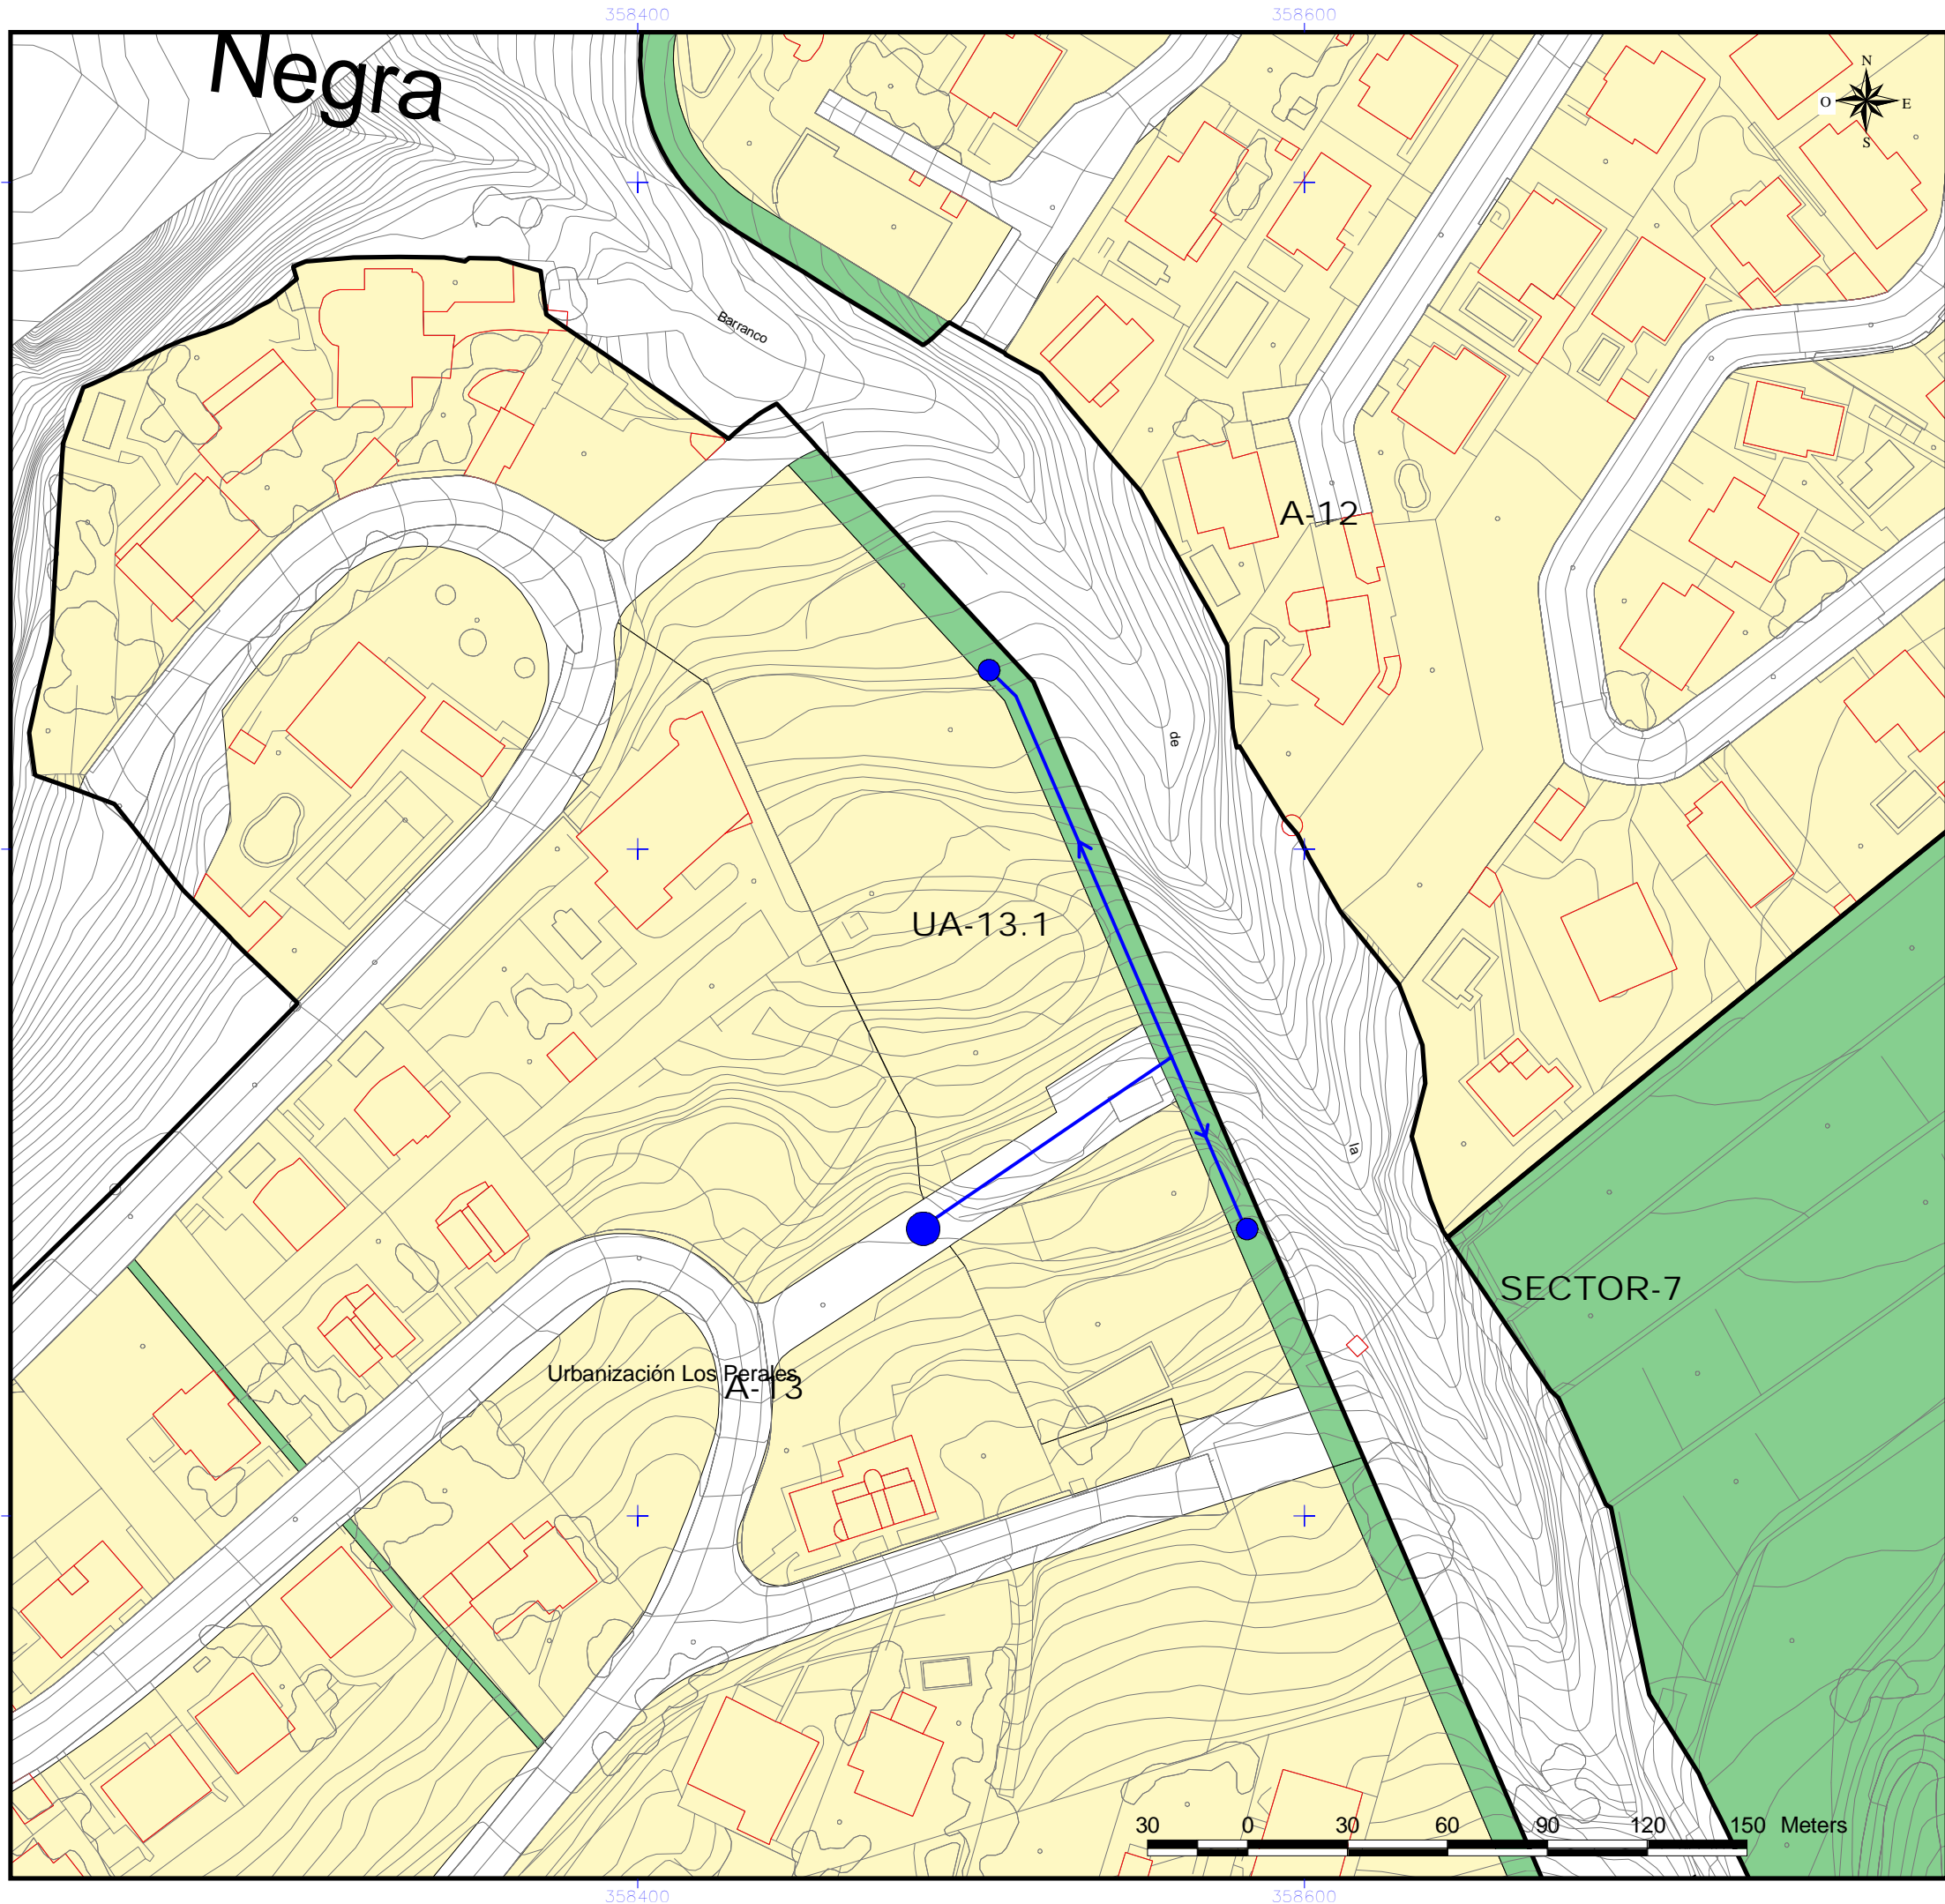 358400
358600
Negra
N
O
E
S
Barranco
A-12
de
UA-13.1
la
SECTOR-7
Urbanización Los Perales
A-13
30 0 30 60 90 120 150 Meters
358400
358600